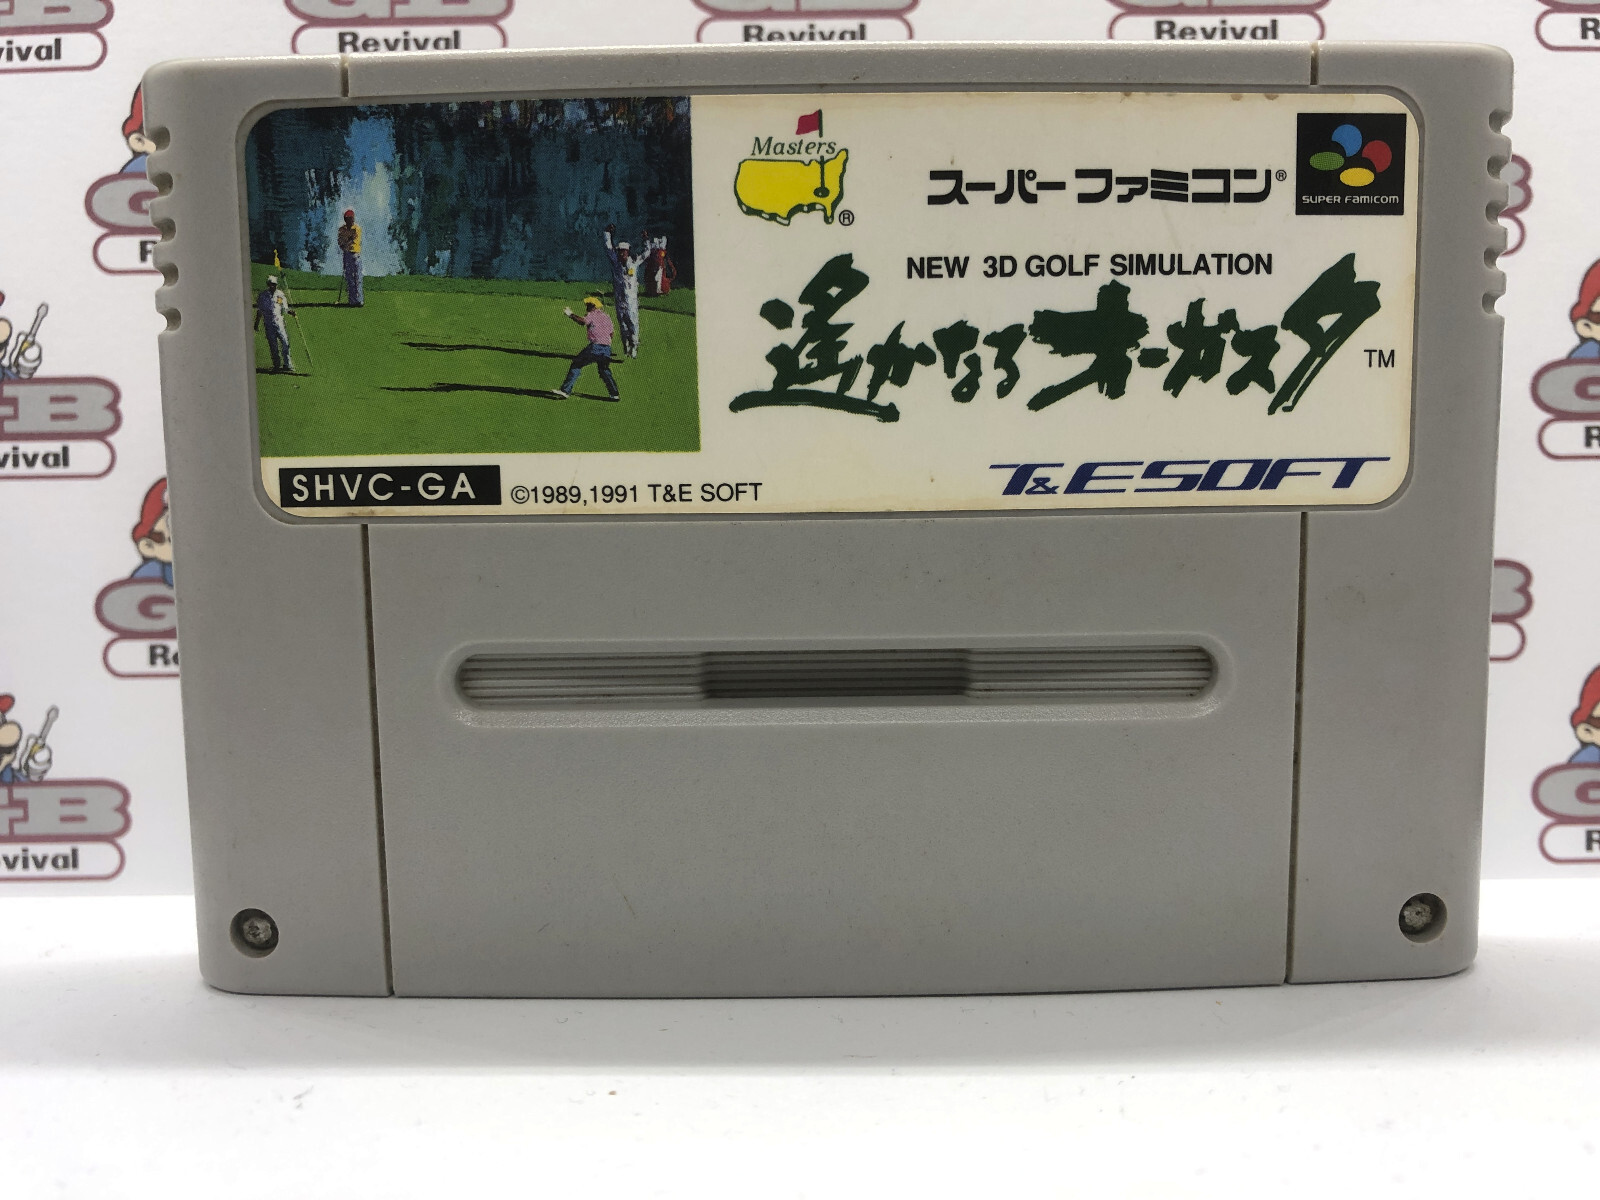 Revival
Revival
Revival
Masters
®
スーパーファミコン®
SUPER FAMICOM
NEW 3D GOLF SIMULATION
遙かなるオーガスタ TM
SHVC-GA
©1989,1991 T&E SOFT
T&E SOFT